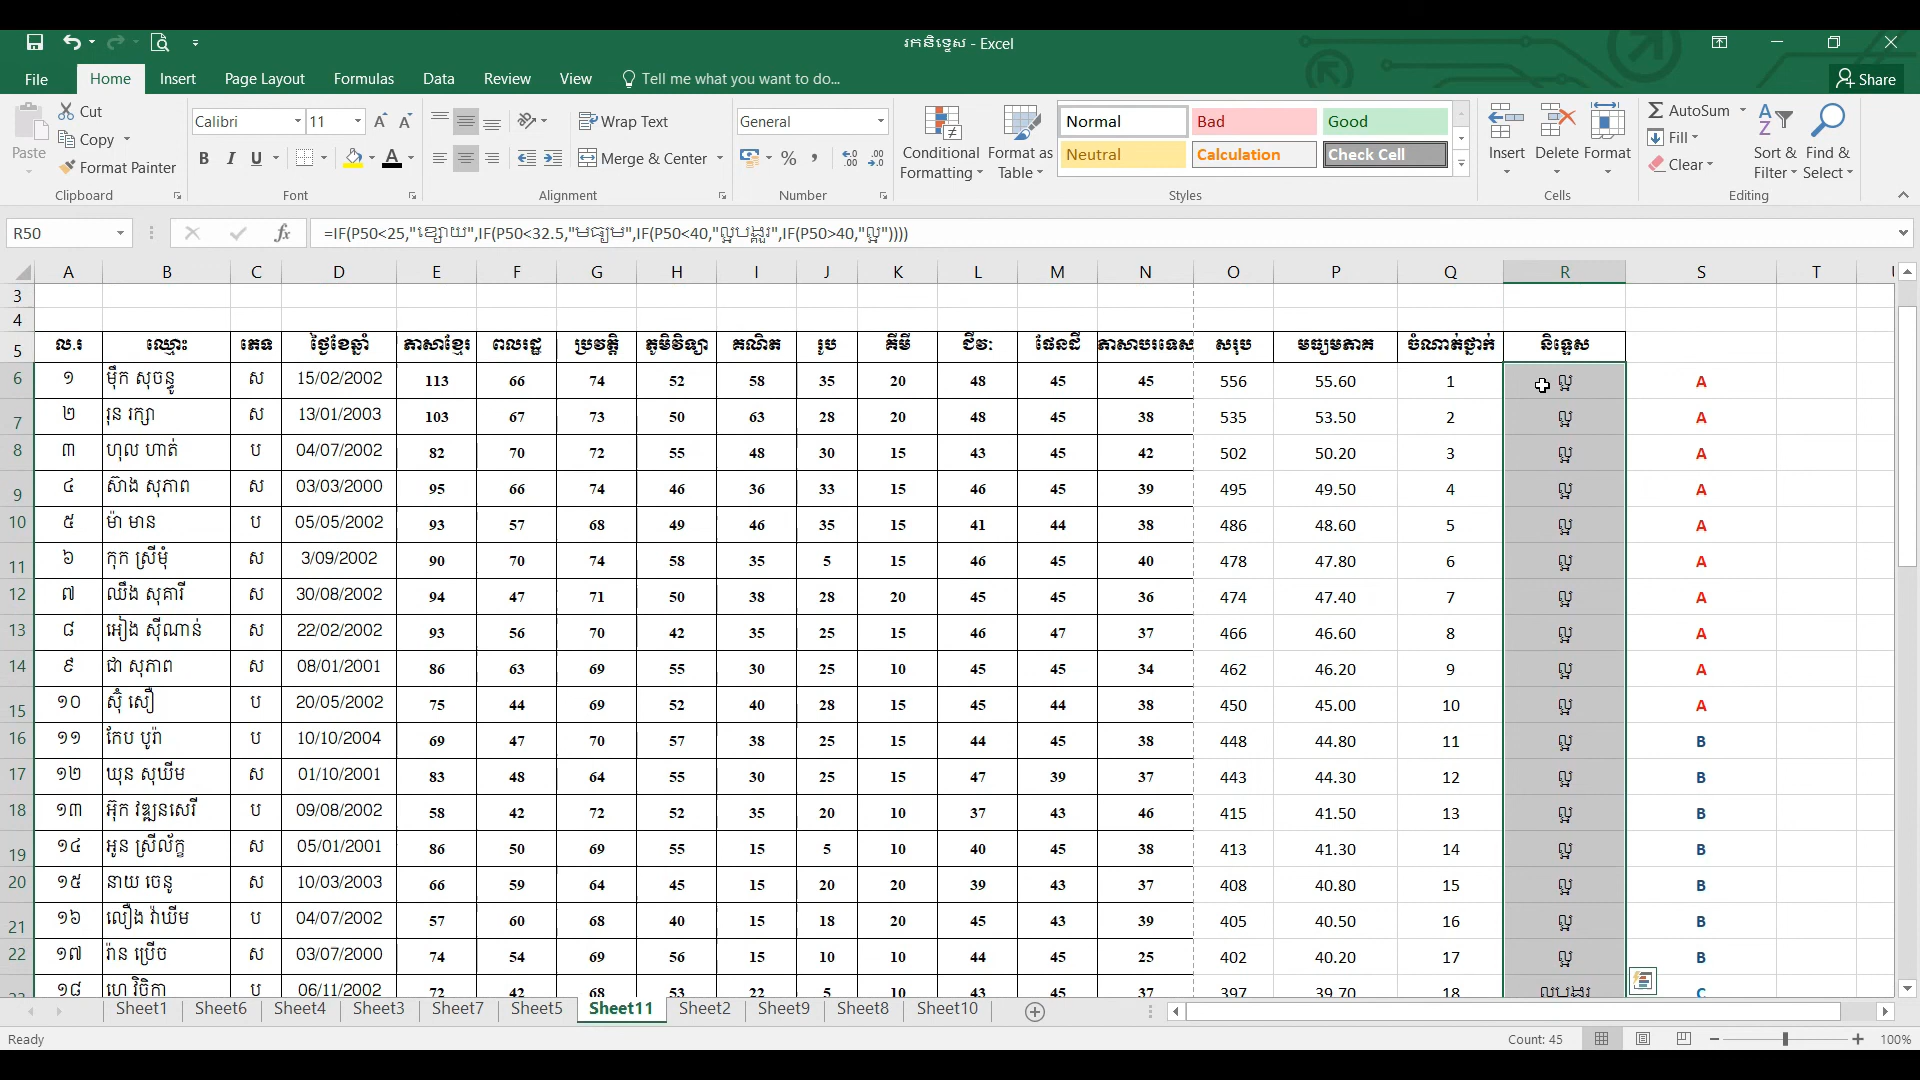 រកនិទ្ទេស - Excel
File Home Insert Page Layout Formulas Data Review View Tell me what you want to do... Share
Paste Cut Copy Format Painter Clipboard
Calibri 11 B I U A Font
Wrap Text Merge & Center Alignment
General % , Number
Conditional Formatting Format as Table Normal Bad Good Neutral Calculation Check Cell Styles
Insert Delete Format Cells
AutoSum Fill Clear Sort & Filter Find & Select Editing
R50 fx =IF(P50<25,"ខ្សោយ",IF(P50<32.5,"មធ្យម",IF(P50<40,"ល្អបង្គួរ",IF(P50>40,"ល្អ"))))
A B C D E F G H I J K L M N O P Q R S T
3
4
5 ល.រ ឈ្មោះ ភេទ ថ្ងៃខែឆ្នាំ ភាសាខ្មែរ ពលរដ្ឋ ប្រវត្តិ ភូមិវិទ្យា គណិត រូប គីមី ជីវៈ ផែនដី ភាសាបរទេស សរុប មធ្យមភាគ ចំណាត់ថ្នាក់ និទ្ទេស
6 ១ ម៉ឹក សុចន្ធូ ស 15/02/2002 113 66 74 52 58 35 20 48 45 45 556 55.60 1 ល្អ A
7 ២ រុន រក្សា ស 13/01/2003 103 67 73 50 63 28 20 48 45 38 535 53.50 2 ល្អ A
8 ៣ ហុល ហាត់ ប 04/07/2002 82 70 72 55 48 30 15 43 45 42 502 50.20 3 ល្អ A
9 ៤ ស៊ាង សុភាព ស 03/03/2000 95 66 74 46 36 33 15 46 45 39 495 49.50 4 ល្អ A
10 ៥ ម៉ា មាន ប 05/05/2002 93 57 68 49 46 35 15 41 44 38 486 48.60 5 ល្អ A
11 ៦ កុក ស្រីមុំ ស 3/09/2002 90 70 74 58 35 5 15 46 45 40 478 47.80 6 ល្អ A
12 ៧ ឈឹង សុគារី ស 30/08/2002 94 47 71 50 38 28 20 45 45 36 474 47.40 7 ល្អ A
13 ៨ អៀង ស៊ីណាន់ ស 22/02/2002 93 56 70 42 35 25 15 46 47 37 466 46.60 8 ល្អ A
14 ៩ ជា សុភាព ស 08/01/2001 86 63 69 55 30 25 10 45 45 34 462 46.20 9 ល្អ A
15 ១០ ស៊ុំ សឿ ប 20/05/2002 75 44 69 52 40 28 15 45 44 38 450 45.00 10 ល្អ A
16 ១១ កែប បូរ៉ា ប 10/10/2004 69 47 70 57 38 25 15 44 45 38 448 44.80 11 ល្អ B
17 ១២ ឃុន សុឃីម ស 01/10/2001 83 48 64 55 30 25 15 47 39 37 443 44.30 12 ល្អ B
18 ១៣ អ៊ុក វឌ្ឍនសេរី ប 09/08/2002 58 42 72 52 35 20 10 37 43 46 415 41.50 13 ល្អ B
19 ១៤ អូន ស្រីល័ក្ខ ស 05/01/2001 86 50 69 55 15 5 10 40 45 38 413 41.30 14 ល្អ B
20 ១៥ នាយ ចេនូ ស 10/03/2003 66 59 64 45 15 20 20 39 43 37 408 40.80 15 ល្អ B
21 ១៦ លឿង វ៉ាឃីម ប 04/07/2002 57 60 68 40 15 18 20 45 43 39 405 40.50 16 ល្អ B
22 ១៧ រ៉ាន ប្រើច ស 03/07/2000 74 54 69 56 15 10 10 44 45 25 402 40.20 17 ល្អ B
១៨ ហេ វិចិកា ប 06/11/2002 72 42 68 53 22 5 10 43 45 37 397 39.70 18 C
Sheet1 Sheet6 Sheet4 Sheet3 Sheet7 Sheet5 Sheet11 Sheet2 Sheet9 Sheet8 Sheet10
Ready Count: 45 100%